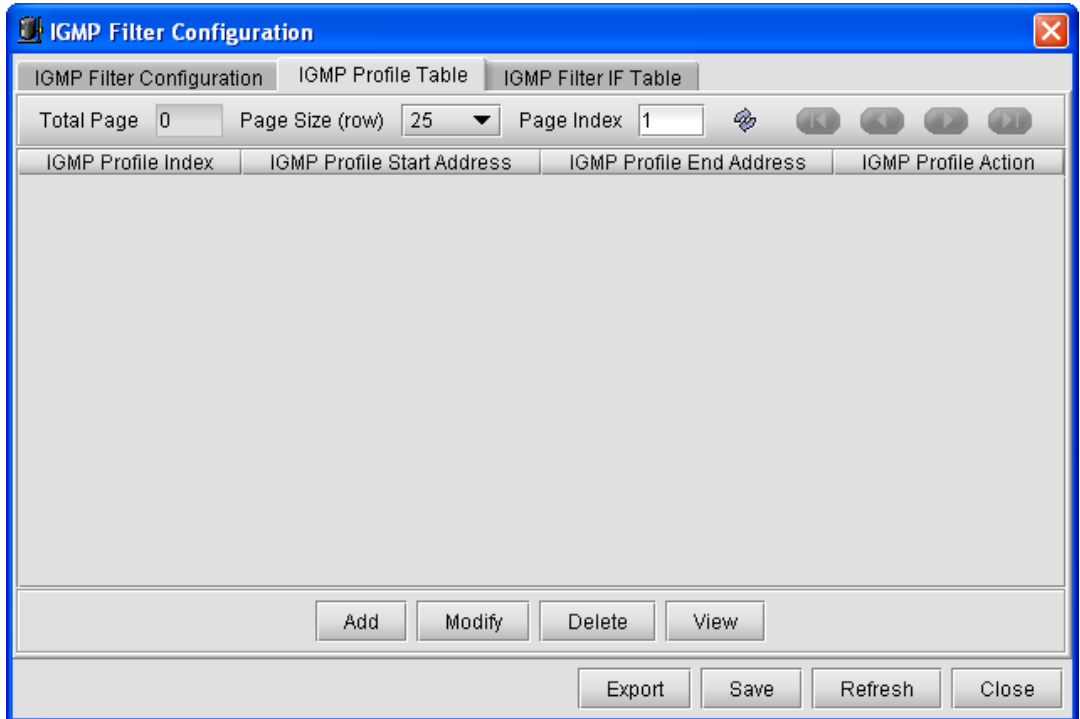 IGMP Filter Configuration
IGMP Filter Configuration IGMP Profile Table IGMP Filter IF Table
Total Page 0 Page Size (row) 25 Page Index 1
IGMP Profile Index IGMP Profile Start Address IGMP Profile End Address IGMP Profile Action
Add Modify Delete View
Export Save Refresh Close